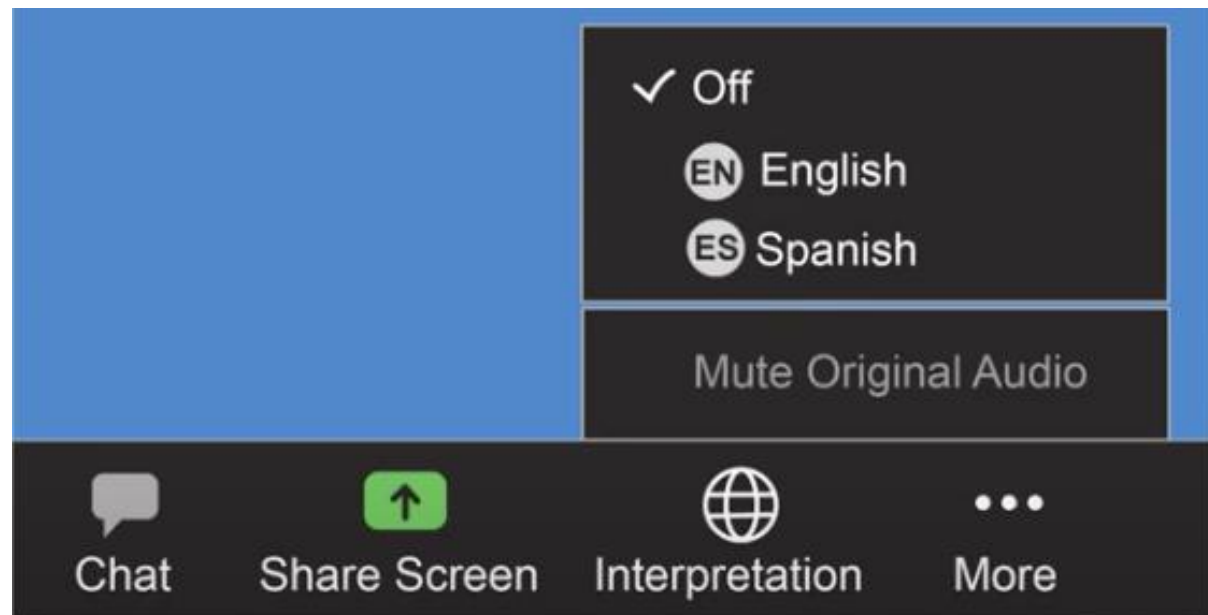 Off
EN English
ES Spanish
Mute Original Audio
Chat Share Screen Interpretation More